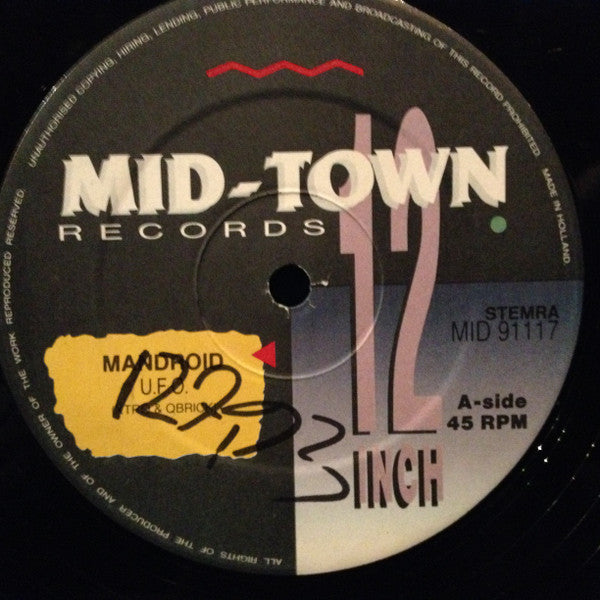 UNAUTHORISED COPYING, HIRING, LENDING, PUBLIC PERFORMANCE AND BROADCASTING OF THIS RECORD PROHIBITED. MADE IN HOLLAND.
MID-TOWN
RECORDS
12
INCH
STEMRA
MID 91117
A-side
45 RPM
MANDROID
U.F.O.
ALL RIGHTS OF THE PRODUCER AND OF THE OWNER OF THE WORK REPRODUCED RESERVED.